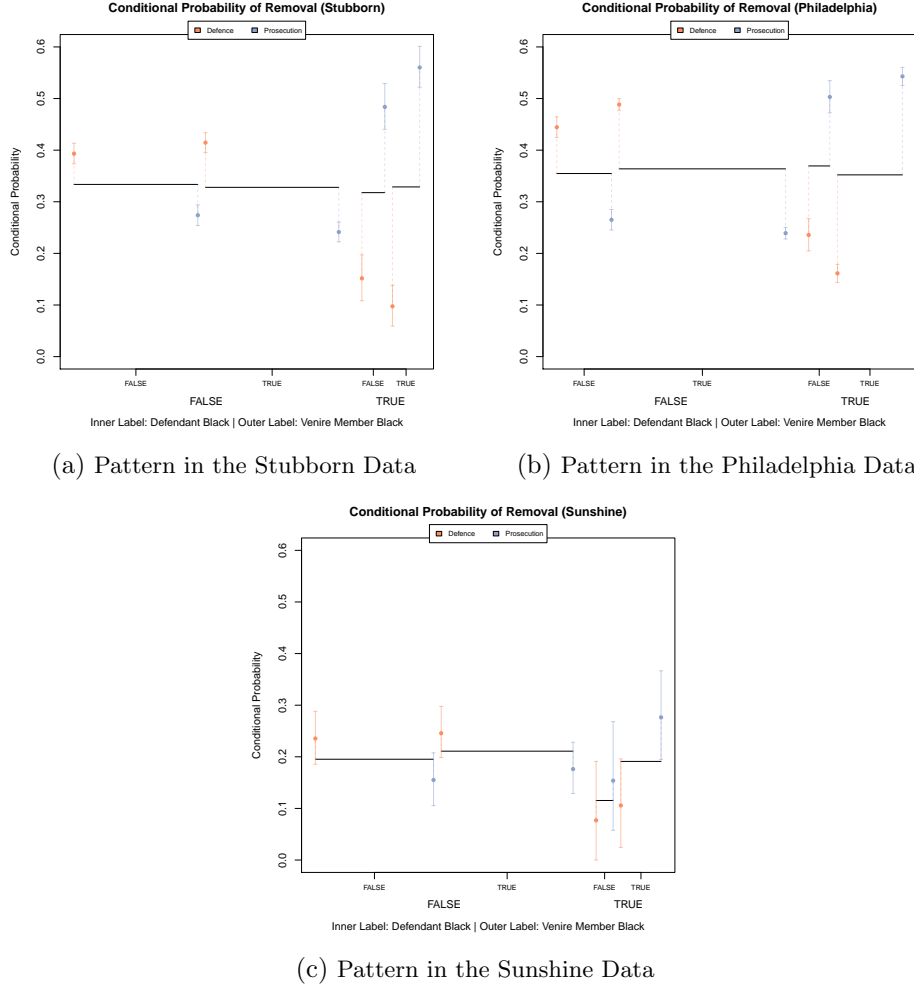 Conditional Probability of Removal (Stubborn)
Defence Prosecution
Conditional Probability
0.6
0.5
0.4
0.3
0.2
0.1
0.0
FALSE TRUE FALSE TRUE
FALSE TRUE
Inner Label: Defendant Black | Outer Label: Venire Member Black
(a) Pattern in the Stubborn Data
Conditional Probability of Removal (Philadelphia)
Defence Prosecution
Conditional Probability
0.6
0.5
0.4
0.3
0.2
0.1
0.0
FALSE TRUE FALSE TRUE
FALSE TRUE
Inner Label: Defendant Black | Outer Label: Venire Member Black
(b) Pattern in the Philadelphia Data
Conditional Probability of Removal (Sunshine)
Defence Prosecution
Conditional Probability
0.6
0.5
0.4
0.3
0.2
0.1
0.0
FALSE TRUE FALSE TRUE
FALSE TRUE
Inner Label: Defendant Black | Outer Label: Venire Member Black
(c) Pattern in the Sunshine Data